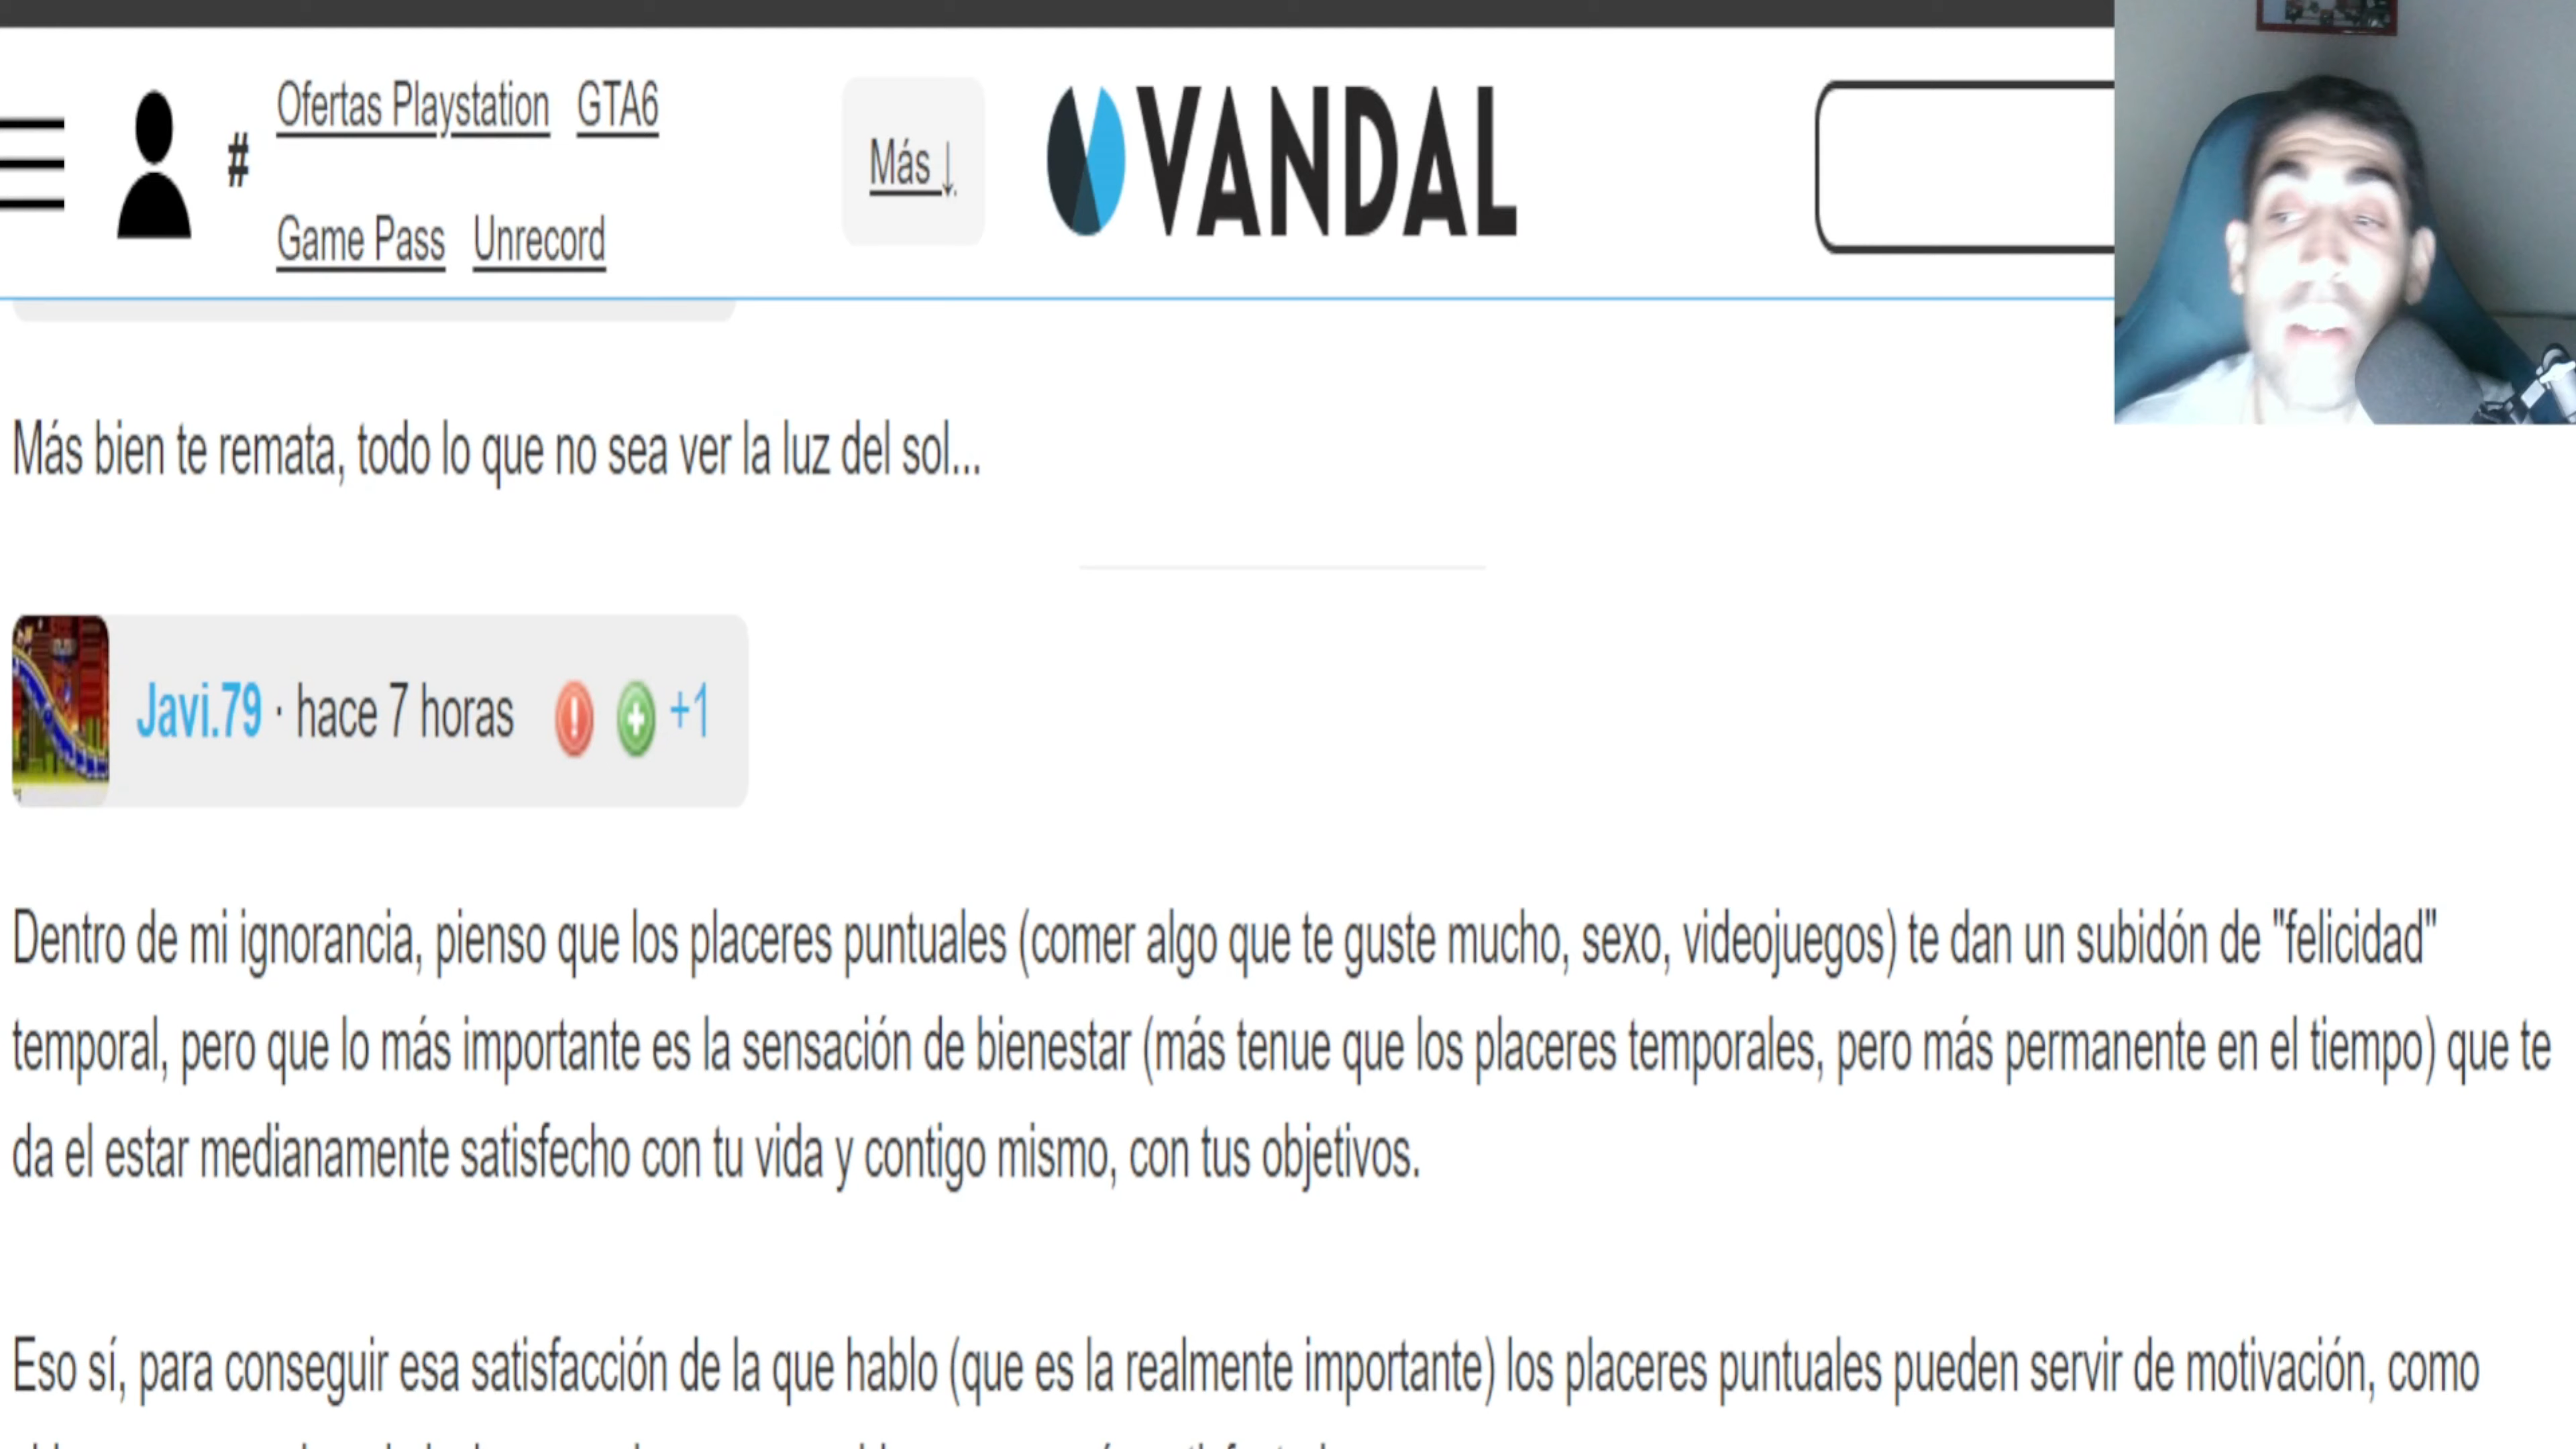 # Ofertas Playstation GTA6
Game Pass Unrecord
Más ↓
VANDAL
Más bien te remata, todo lo que no sea ver la luz del sol...
Javi.79 · hace 7 horas ! + +1
Dentro de mi ignorancia, pienso que los placeres puntuales (comer algo que te guste mucho, sexo, videojuegos) te dan un subidón de "felicidad"
temporal, pero que lo más importante es la sensación de bienestar (más tenue que los placeres temporales, pero más permanente en el tiempo) que te
da el estar medianamente satisfecho con tu vida y contigo mismo, con tus objetivos.
Eso sí, para conseguir esa satisfacción de la que hablo (que es la realmente importante) los placeres puntuales pueden servir de motivación, como